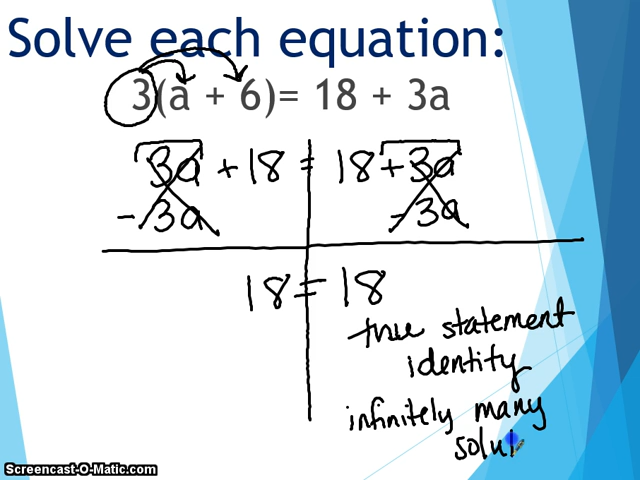 Solve each equation:
3(a + 6)= 18 + 3a
3a + 18 = 18 + 3a
- 3a - 3a
18 = 18
true statement
identity
infinitely many
solu
Screencast-O-Matic.com